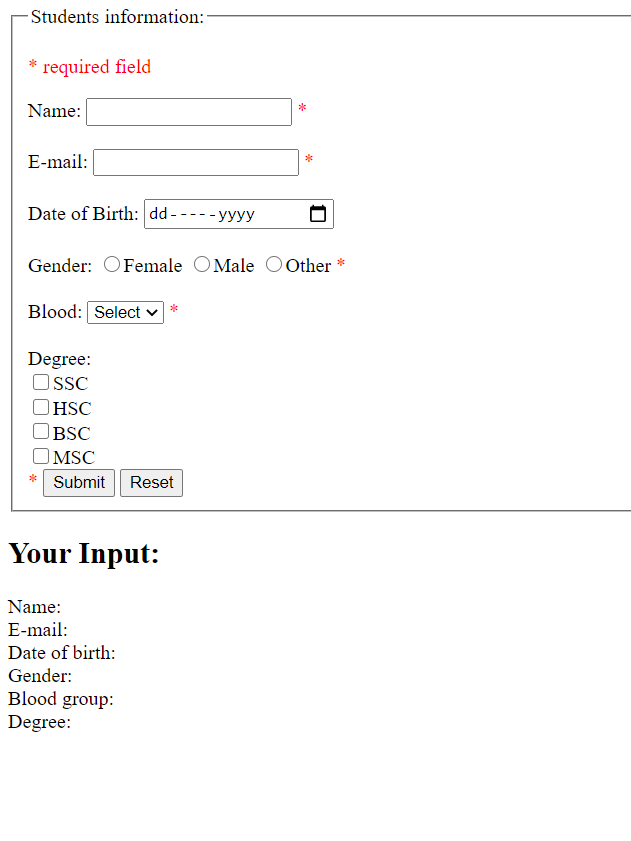 Students information:
* required field
Name: *
E-mail: *
Date of Birth: dd-----yyyy
Gender: Female Male Other *
Blood: Select *
Degree:
SSC
HSC
BSC
MSC
* Submit Reset
Your Input:
Name:
E-mail:
Date of birth:
Gender:
Blood group:
Degree: